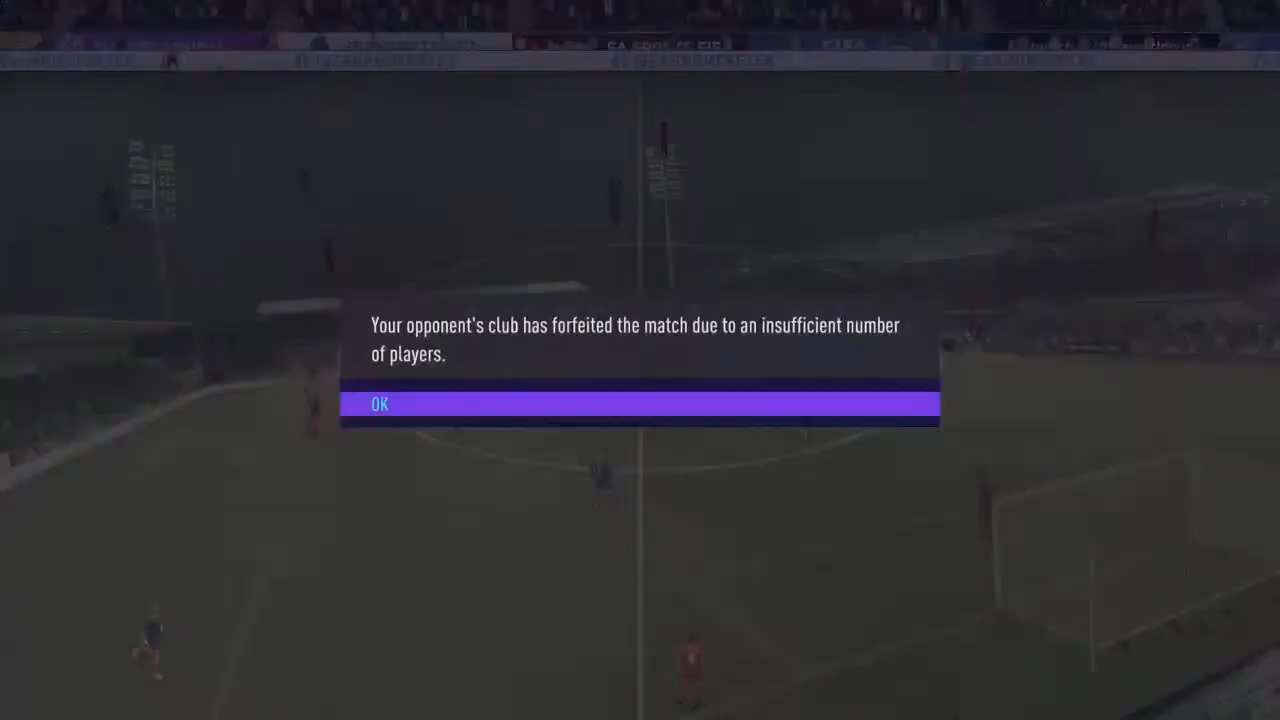 Your opponent's club has forfeited the match due to an insufficient number
of players.
OK